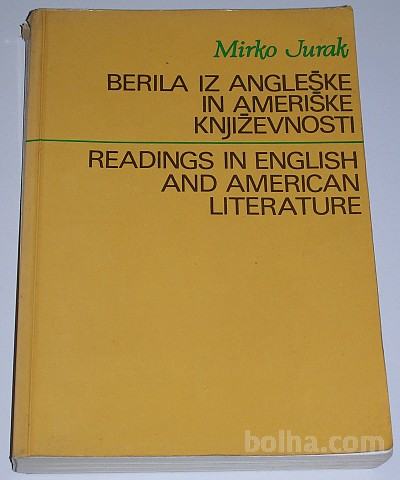 Mirko Jurak
BERILA IZ ANGLEŠKE
IN AMERIŠKE
KNJIŽEVNOSTI
READINGS IN ENGLISH
AND AMERICAN
LITERATURE
bolha.com